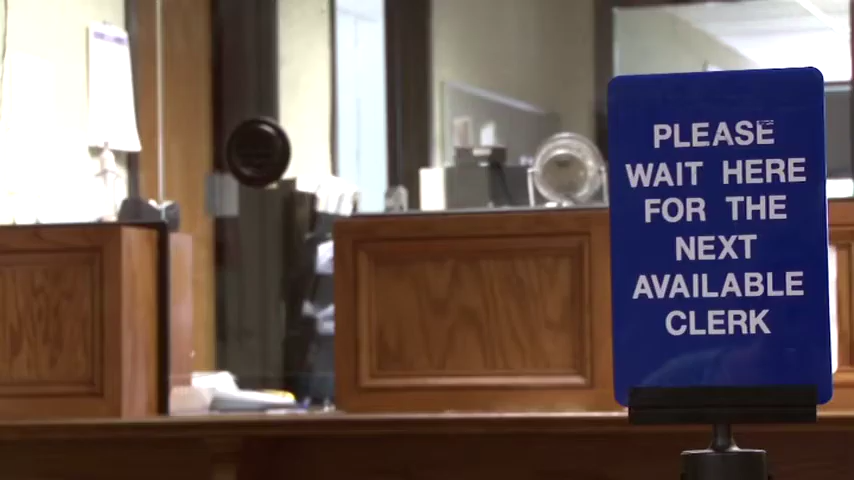 PLEASE
WAIT HERE
FOR THE
NEXT
AVAILABLE
CLERK